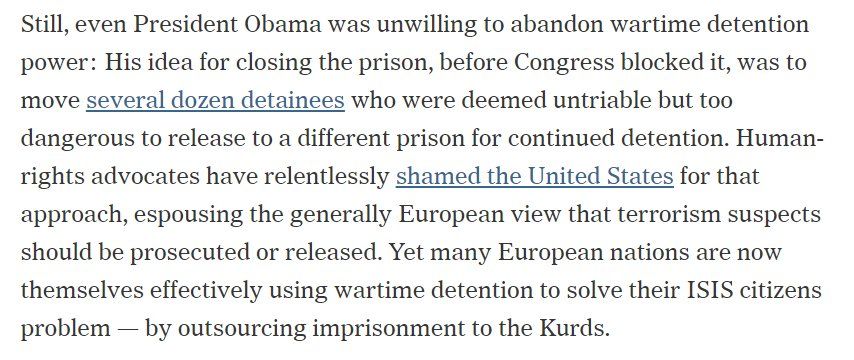 Still, even President Obama was unwilling to abandon wartime detention
power: His idea for closing the prison, before Congress blocked it, was to
move several dozen detainees who were deemed untriable but too
dangerous to release to a different prison for continued detention. Human-
rights advocates have relentlessly shamed the United States for that
approach, espousing the generally European view that terrorism suspects
should be prosecuted or released. Yet many European nations are now
themselves effectively using wartime detention to solve their ISIS citizens
problem — by outsourcing imprisonment to the Kurds.